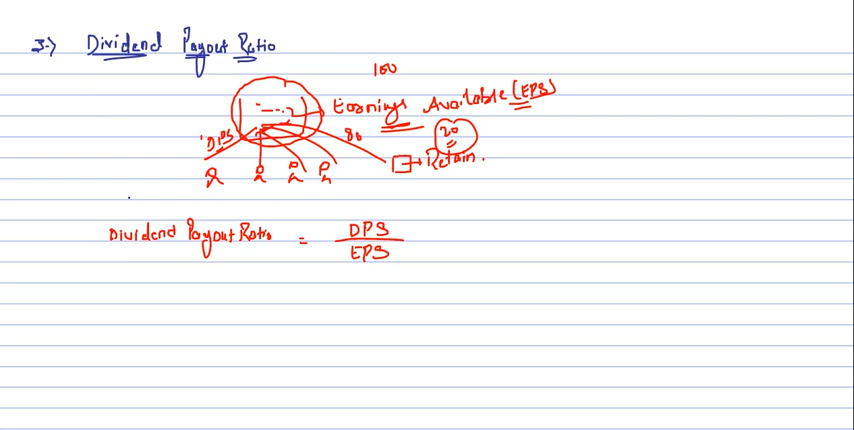 3→) Dividend Payout Ratio
100
Earnings Available (EPS)
DPS
80
20
→ Retain.
Dividend Payout Ratio = DPS
EPS